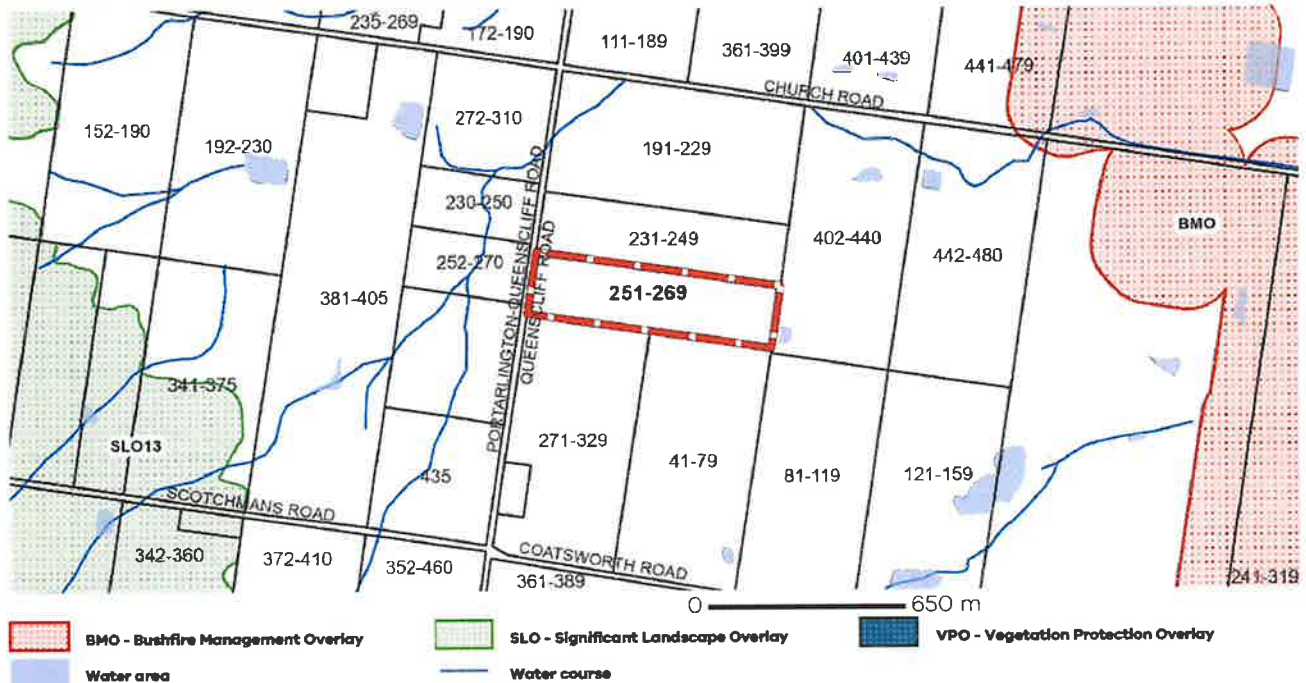 235-269
172-190
111-189
361-399
401-439
441-479
CHURCH ROAD
152-190
192-230
272-310
191-229
230-250
231-249
402-440
442-480
BMO
252-270
251-269
381-405
PORTARLINGTON-QUEENSCLIFF ROAD
QUEENSCLIFF ROAD
341-375
SLO13
435
271-329
41-79
81-119
121-159
SCOTCHMANS ROAD
342-360
372-410
352-460
COATSWORTH ROAD
361-389
241-319
0 650 m
BMO - Bushfire Management Overlay
SLO - Significant Landscape Overlay
VPO - Vegetation Protection Overlay
Water area
Water course